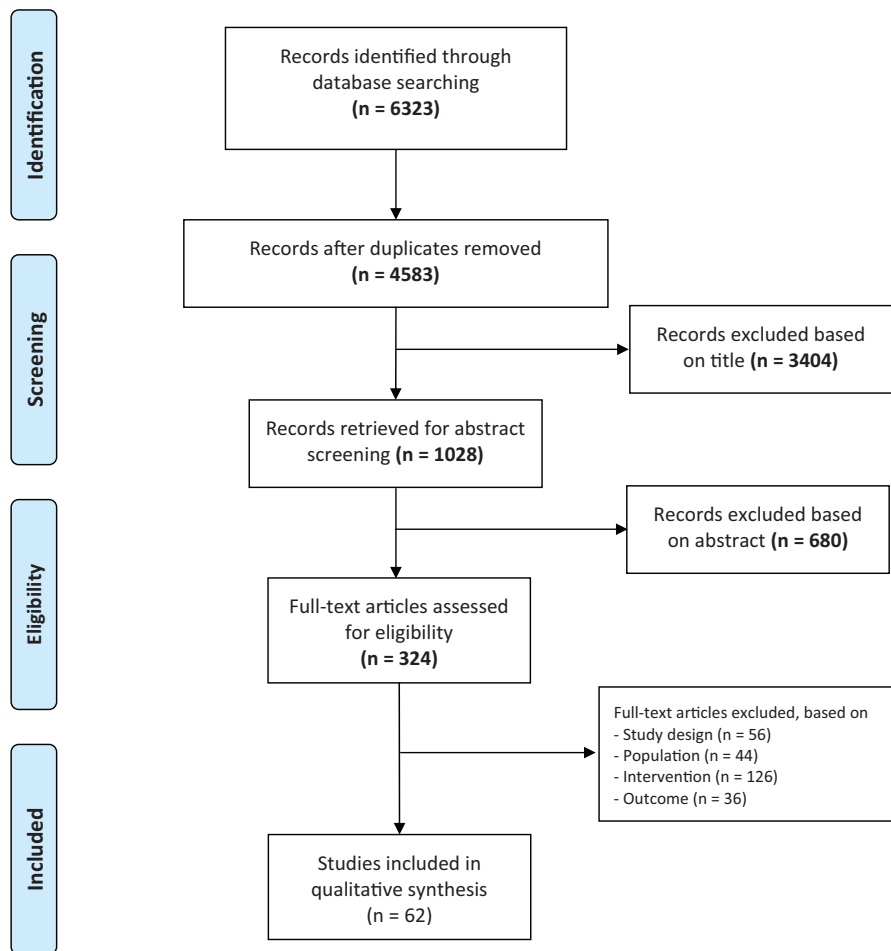 Identification
Records identified through
database searching
(n = 6323)
Records after duplicates removed
(n = 4583)
Screening
Records excluded based
on title (n = 3404)
Records retrieved for abstract
screening (n = 1028)
Records excluded based
on abstract (n = 680)
Eligibility
Full-text articles assessed
for eligibility
(n = 324)
Full-text articles excluded, based on
- Study design (n = 56)
- Population (n = 44)
- Intervention (n = 126)
- Outcome (n = 36)
Included
Studies included in
qualitative synthesis
(n = 62)